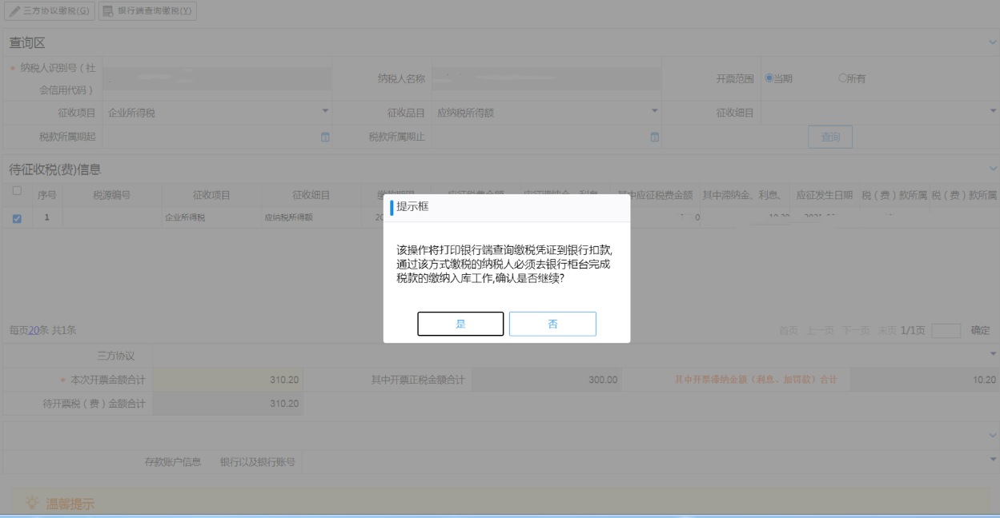 三方协议缴税(G) 银行端查询缴税(Y)
查询区
* 纳税人识别号（社会信用代码） 纳税人名称 开票范围 当期 所有
征收项目 企业所得税 征收品目 应纳税所得额 征收细目
税款所属期起 税款所属期止 查询
待征收税(费)信息
序号 税源编号 征收项目 征收细目 其中应征税费金额 其中滞纳金、利息、 应征发生日期 税（费）款所属 税（费）款所属
1 企业所得税 应纳税所得额
提示框
该操作将打印银行端查询缴税凭证到银行扣款,
通过该方式缴税的纳税人必须去银行柜台完成
税款的缴纳入库工作,确认是否继续?
是 否
每页20条 共1条 首页 上一页 下一页 末页 1/1页 确定
三方协议
* 本次开票金额合计 310.20 其中开票正税金额合计 300.00 其中开票滞纳金额（利息、加罚款）合计 10.20
待开票税（费）金额合计 310.20
存款账户信息 银行以及银行账号
温馨提示